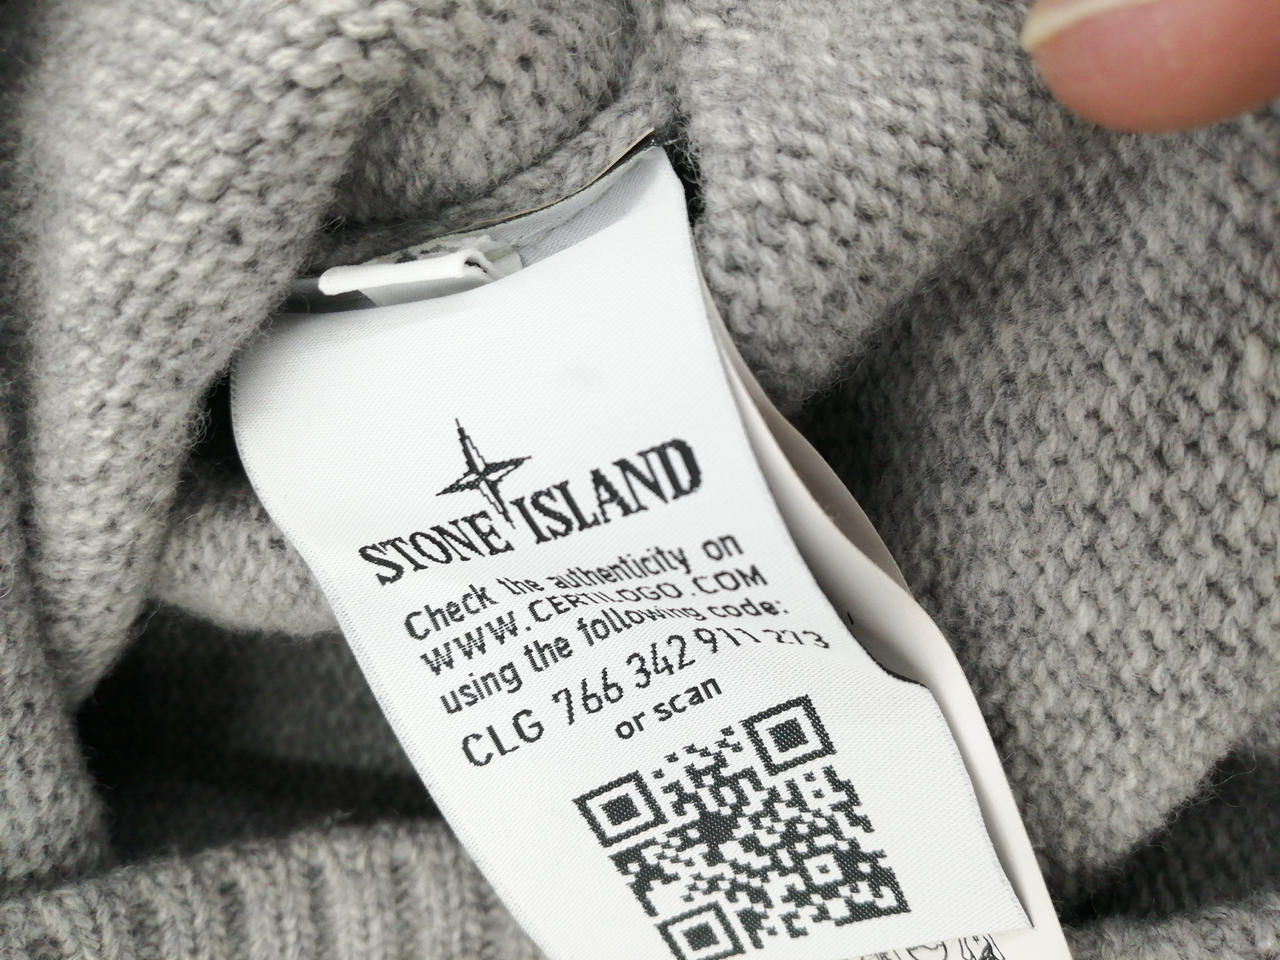 STONE ISLAND
Check the authenticity on
WWW.CERTILOGO.COM
using the following code:
CLG 766 342 911 273
or scan